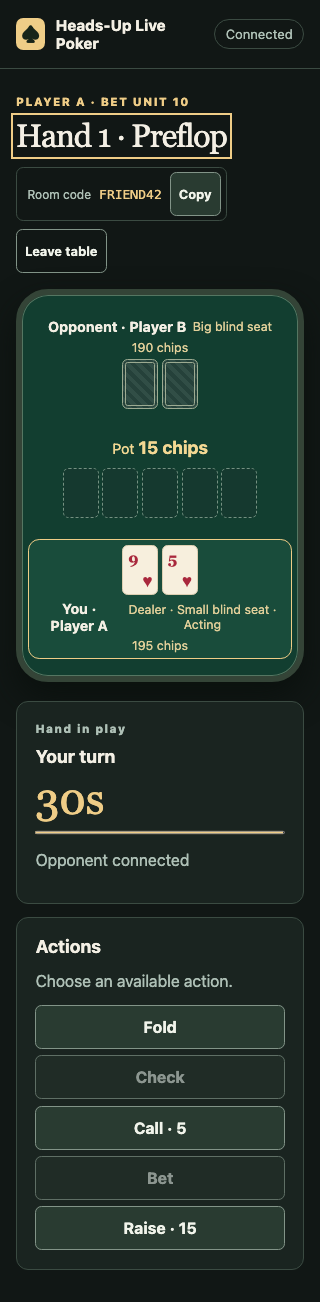 Heads-Up Live
Poker
Connected
PLAYER A · BET UNIT 10
Hand 1 · Preflop
Room code FRIEND42 Copy
Leave table
Opponent · Player B Big blind seat
190 chips
Pot 15 chips
9 5
You ·
Player A
Dealer · Small blind seat ·
Acting
195 chips
Hand in play
Your turn
30s
Opponent connected
Actions
Choose an available action.
Fold
Check
Call · 5
Bet
Raise · 15